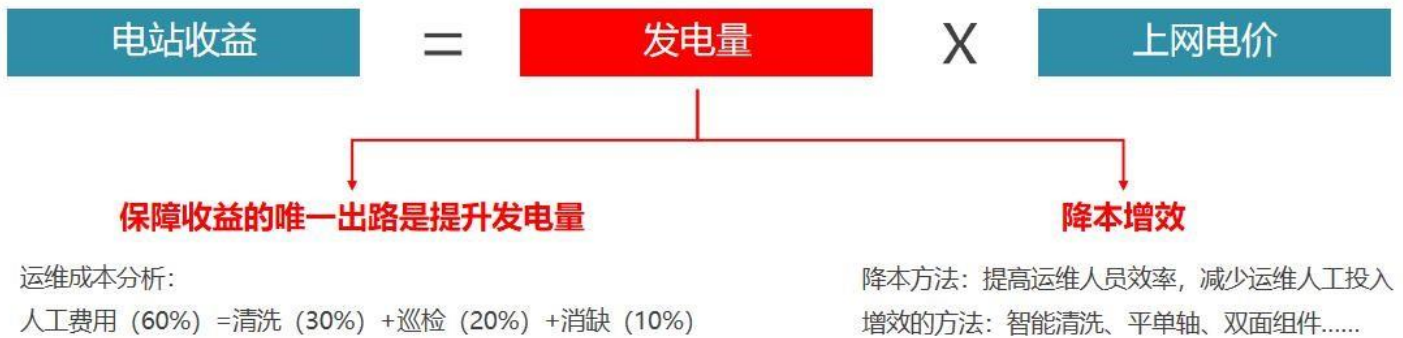 电站收益 = 发电量 X 上网电价
保障收益的唯一出路是提升发电量
降本增效
运维成本分析：
人工费用（60%）=清洗（30%）+巡检（20%）+消缺（10%）
降本方法：提高运维人员效率，减少运维人工投入
增效的方法：智能清洗、平单轴、双面组件......